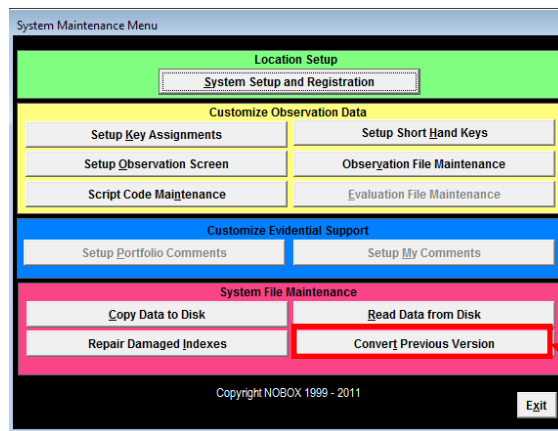 System Maintenance Menu
Location Setup
System Setup and Registration
Customize Observation Data
Setup Key Assignments
Setup Short Hand Keys
Setup Observation Screen
Observation File Maintenance
Script Code Maintenance
Evaluation File Maintenance
Customize Evidential Support
Setup Portfolio Comments
Setup My Comments
System File Maintenance
Copy Data to Disk
Read Data from Disk
Repair Damaged Indexes
Convert Previous Version
Copyright NOBOX 1999 - 2011
Exit